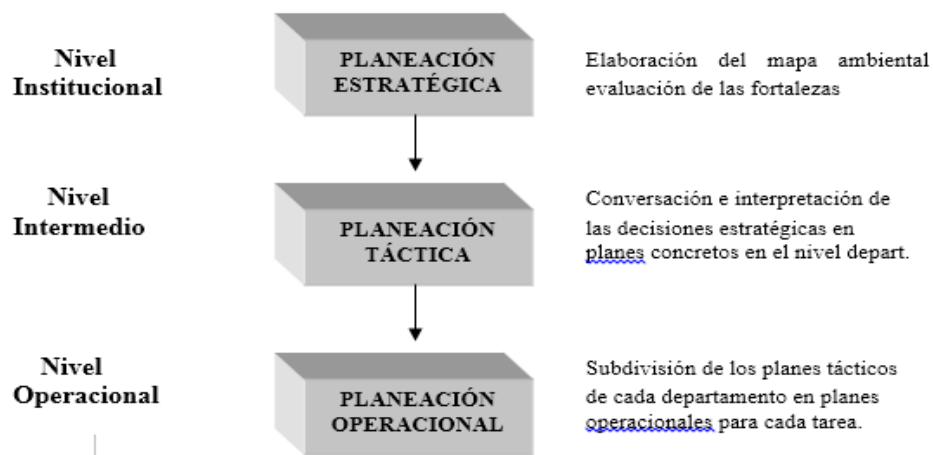 Nivel
Institucional
PLANEACIÓN
ESTRATÉGICA
Elaboración del mapa ambiental
evaluación de las fortalezas
Nivel
Intermedio
PLANEACIÓN
TÁCTICA
Conversación e interpretación de
las decisiones estratégicas en
planes concretos en el nivel depart.
Nivel
Operacional
PLANEACIÓN
OPERACIONAL
Subdivisión de los planes tácticos
de cada departamento en planes
operacionales para cada tarea.